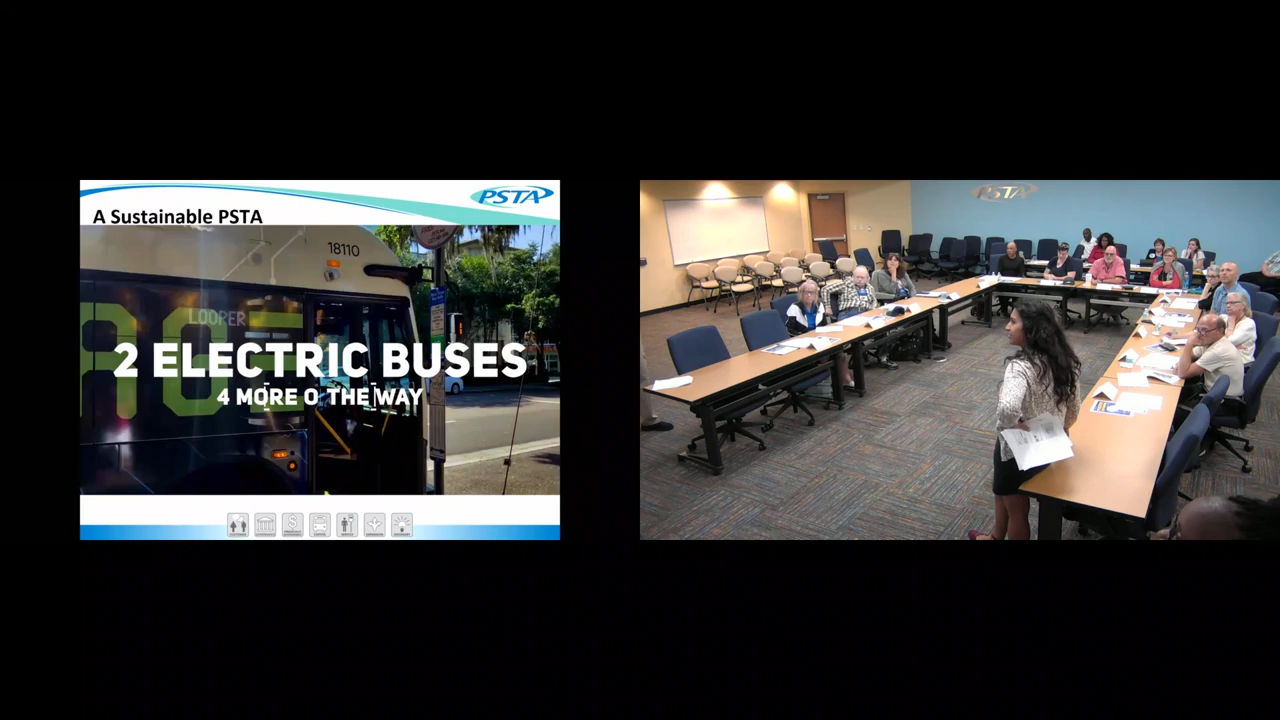 PSTA
A Sustainable PSTA
18110
LOOPER
2 ELECTRIC BUSES
4 MORE O THE WAY
PSTA